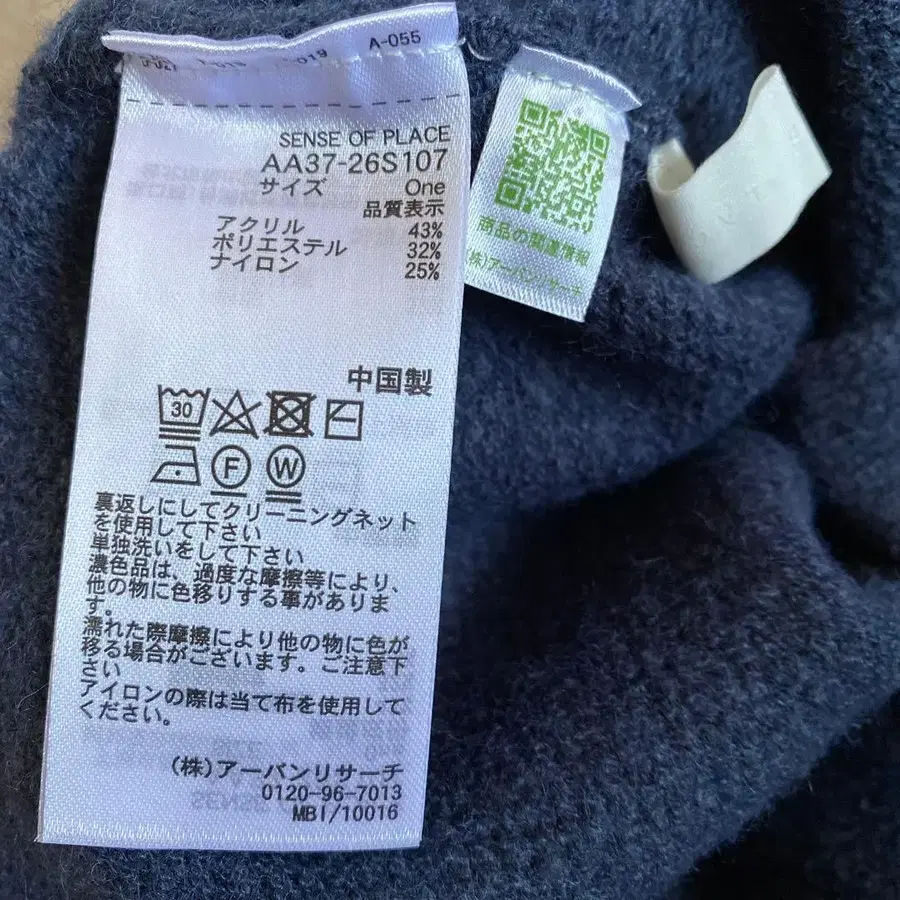 A-055
SENSE OF PLACE
AA37-26S107
サイズ One
品質表示
アクリル 43%
ポリエステル 32%
ナイロン 25%
中国製
30
F W
裏返しにしてクリーニングネット
を使用して下さい
単独洗いをして下さい
濃色品は、過度な摩擦等により、
他の物に色移りする事がありま
す。
濡れた際摩擦により他の物に色が
移る場合がございます。ご注意下
さい
アイロンの際は当て布を使用して
ください。
(株)アーバンリサーチ
0120-96-7013
MBI/10016
商品の関連情報
(株)アーバンリサーチ